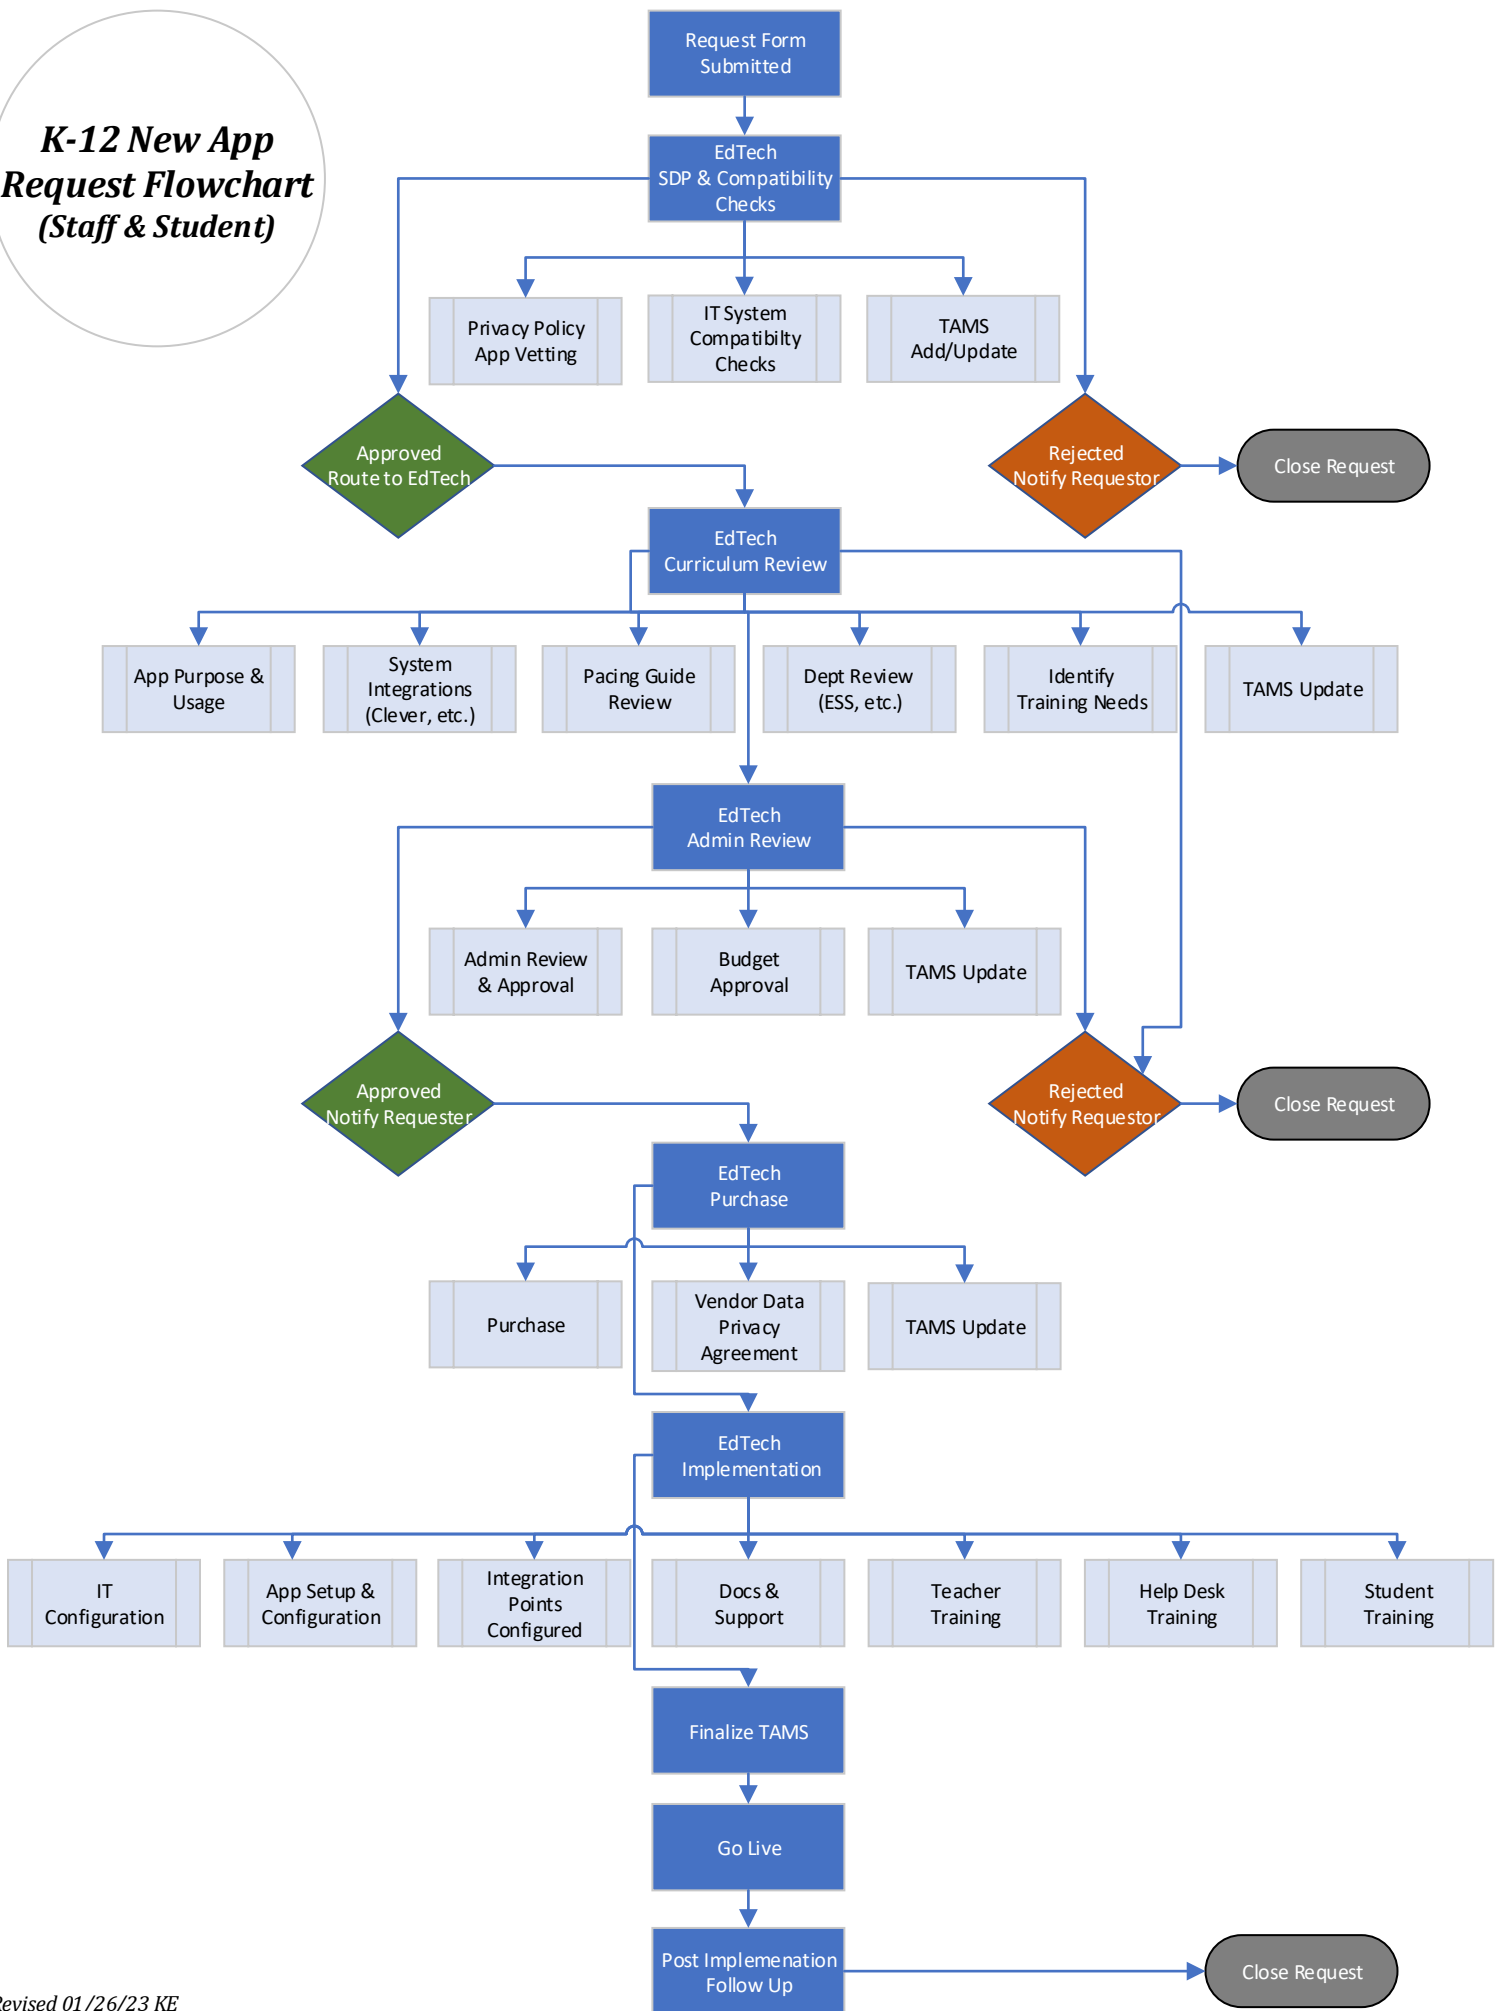 K-12 New App
Request Flowchart
(Staff & Student)
Request Form
Submitted
EdTech
SDP & Compatibility
Checks
Privacy Policy
App Vetting
IT System
Compatibilty
Checks
TAMS
Add/Update
Approved
Route to EdTech
Rejected
Notify Requestor
Close Request
EdTech
Curriculum Review
App Purpose &
Usage
System
Integrations
(Clever, etc.)
Pacing Guide
Review
Dept Review
(ESS, etc.)
Identify
Training Needs
TAMS Update
EdTech
Admin Review
Admin Review
& Approval
Budget
Approval
TAMS Update
Approved
Notify Requester
Rejected
Notify Requestor
Close Request
EdTech
Purchase
Purchase
Vendor Data
Privacy
Agreement
TAMS Update
EdTech
Implementation
IT
Configuration
App Setup &
Configuration
Integration
Points
Configured
Docs &
Support
Teacher
Training
Help Desk
Training
Student
Training
Finalize TAMS
Go Live
Post Implemenation
Follow Up
Close Request
Revised 01/26/23 KE